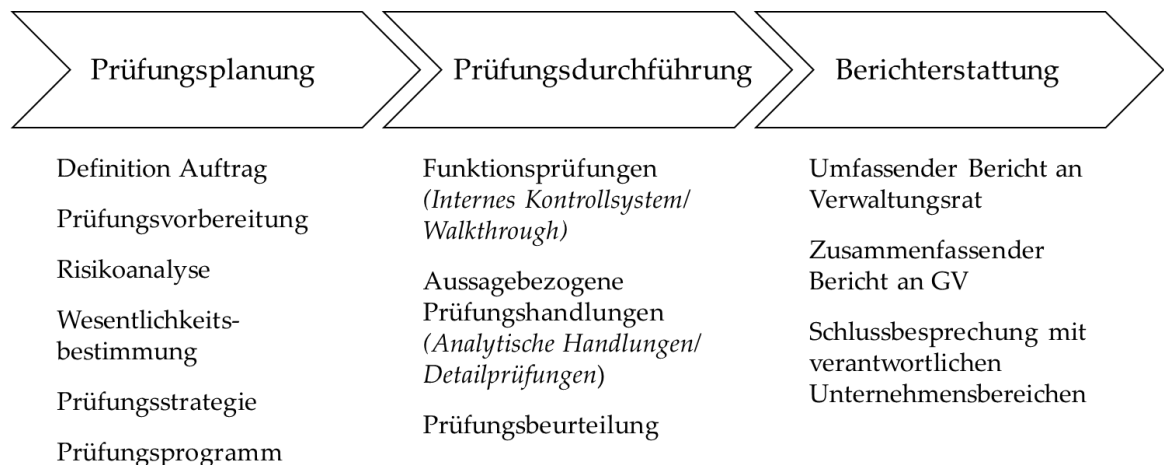 Prüfungsplanung
Prüfungsdurchführung
Berichterstattung
Definition Auftrag
Prüfungsvorbereitung
Risikoanalyse
Wesentlichkeits-
bestimmung
Prüfungsstrategie
Prüfungsprogramm
Funktionsprüfungen
(Internes Kontrollsystem/
Walkthrough)
Aussagebezogene
Prüfungshandlungen
(Analytische Handlungen/
Detailprüfungen)
Prüfungsbeurteilung
Umfassender Bericht an
Verwaltungsrat
Zusammenfassender
Bericht an GV
Schlussbesprechung mit
verantwortlichen
Unternehmensbereichen